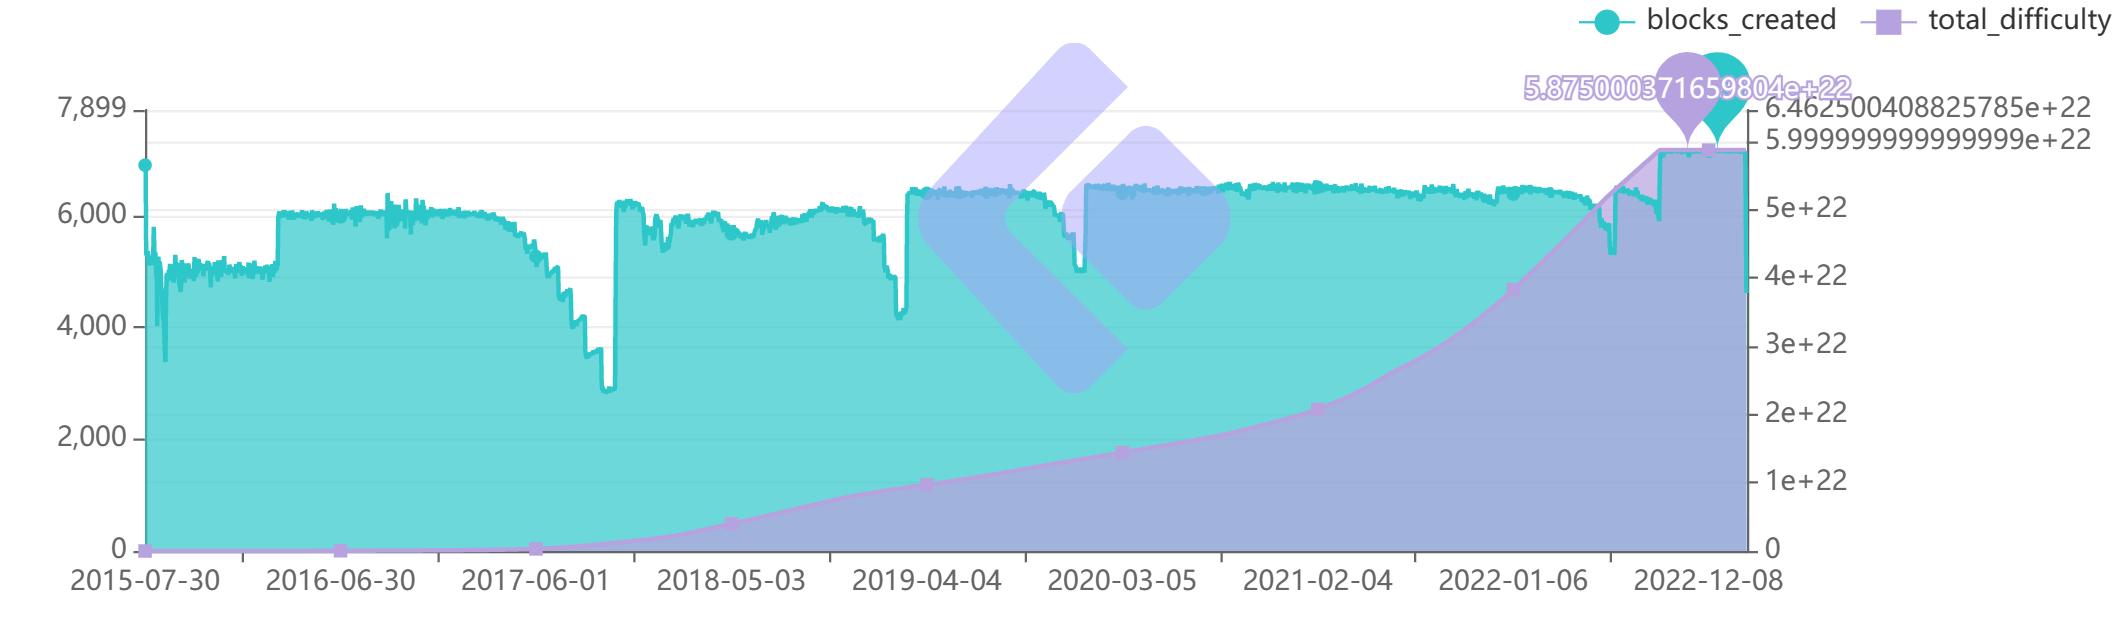 blocks_created total_difficulty
5.875000371659804e+22
7,899 6.462500408825785e+22
5.999999999999999e+22
6,000 5e+22
4e+22
4,000 3e+22
2e+22
2,000 1e+22
0 0
2015-07-30 2016-06-30 2017-06-01 2018-05-03 2019-04-04 2020-03-05 2021-02-04 2022-01-06 2022-12-08